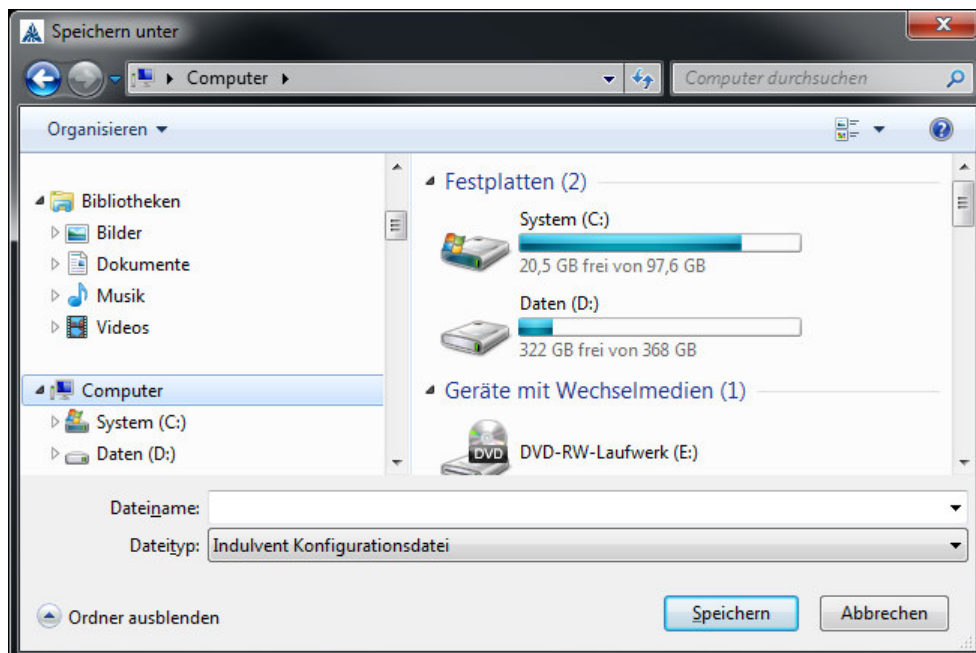 Speichern unter
Computer
Computer durchsuchen
Organisieren
Bibliotheken
Bilder
Dokumente
Musik
Videos
Computer
System (C:)
Daten (D:)
Festplatten (2)
System (C:)
20,5 GB frei von 97,6 GB
Daten (D:)
322 GB frei von 368 GB
Geräte mit Wechselmedien (1)
DVD
DVD-RW-Laufwerk (E:)
Dateiname:
Dateityp: Indulvent Konfigurationsdatei
Ordner ausblenden
Speichern
Abbrechen